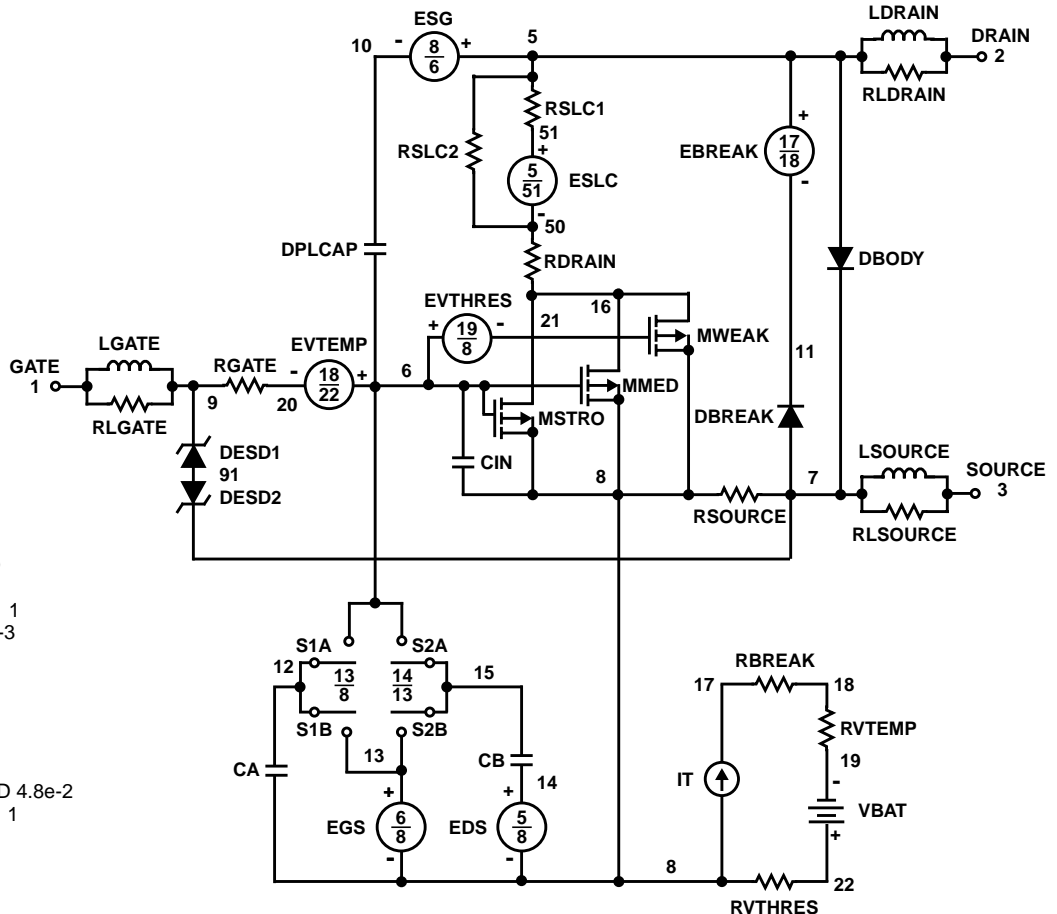 ESG
10
-
8
6
+
5
LDRAIN
DRAIN
2
RLDRAIN
RSLC1
51
RSLC2
+
5
51
ESLC
-
50
+
17
18
EBREAK
-
DPLCAP
RDRAIN
DBODY
EVTHRES
+
19
8
-
21
16
MWEAK
11
LGATE
GATE
1
RLGATE
9
RGATE
20
EVTEMP
-
18
22
+
6
MMED
MSTRO
DBREAK
DESD1
91
DESD2
CIN
8
RSOURCE
7
LSOURCE
SOURCE
3
RLSOURCE
1
-3
S1A
S2A
12
13
8
14
13
15
S1B
S2B
13
CA
CB
14
+
EGS
6
8
-
+
EDS
5
8
-
D 4.8e-2
1
RBREAK
17
18
RVTEMP
19
IT
-
VBAT
+
8
22
RVTHRES